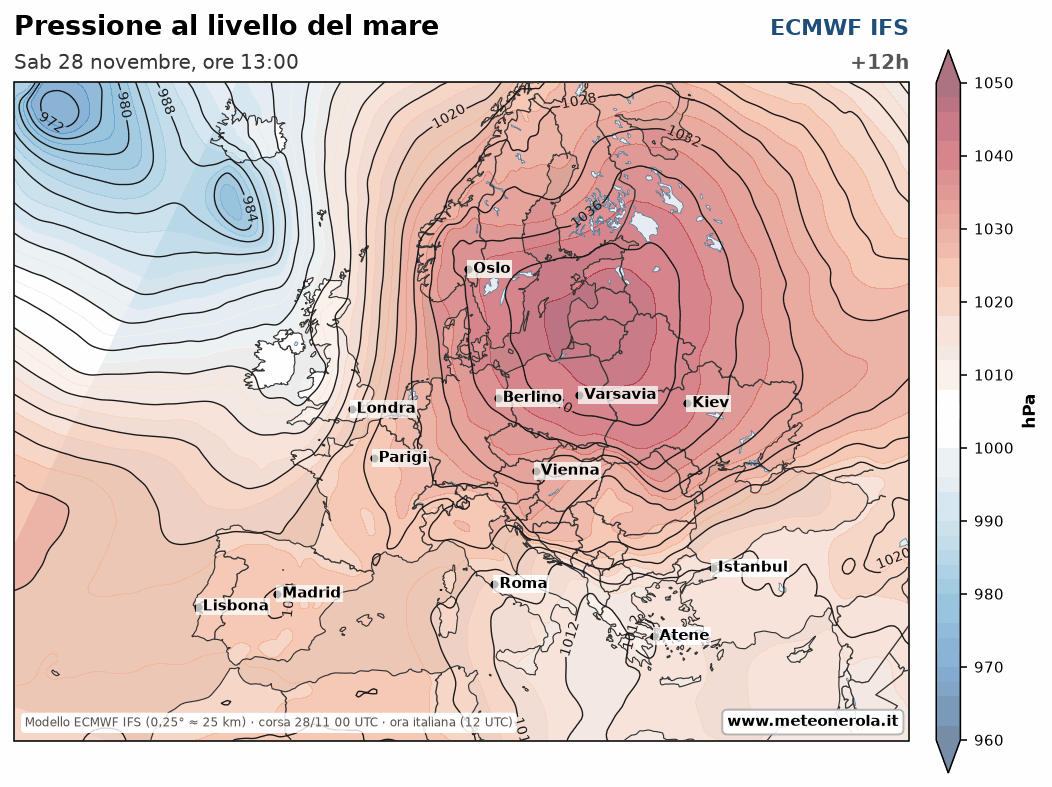 Pressione al livello del mare
ECMWF IFS
Sab 28 novembre, ore 13:00
+12h
972
980
988
984
1020
1028
1032
1036
Oslo
Berlino
Varsavia
Kiev
Londra
Parigi
Vienna
Istanbul
1020
Roma
Madrid
Lisbona
Atene
1012
1012
Modello ECMWF IFS (0,25° ≈ 25 km) · corsa 28/11 00 UTC · ora italiana (12 UTC)
www.meteonerola.it
1050
1040
1030
1020
1010
1000
990
980
970
960
hPa